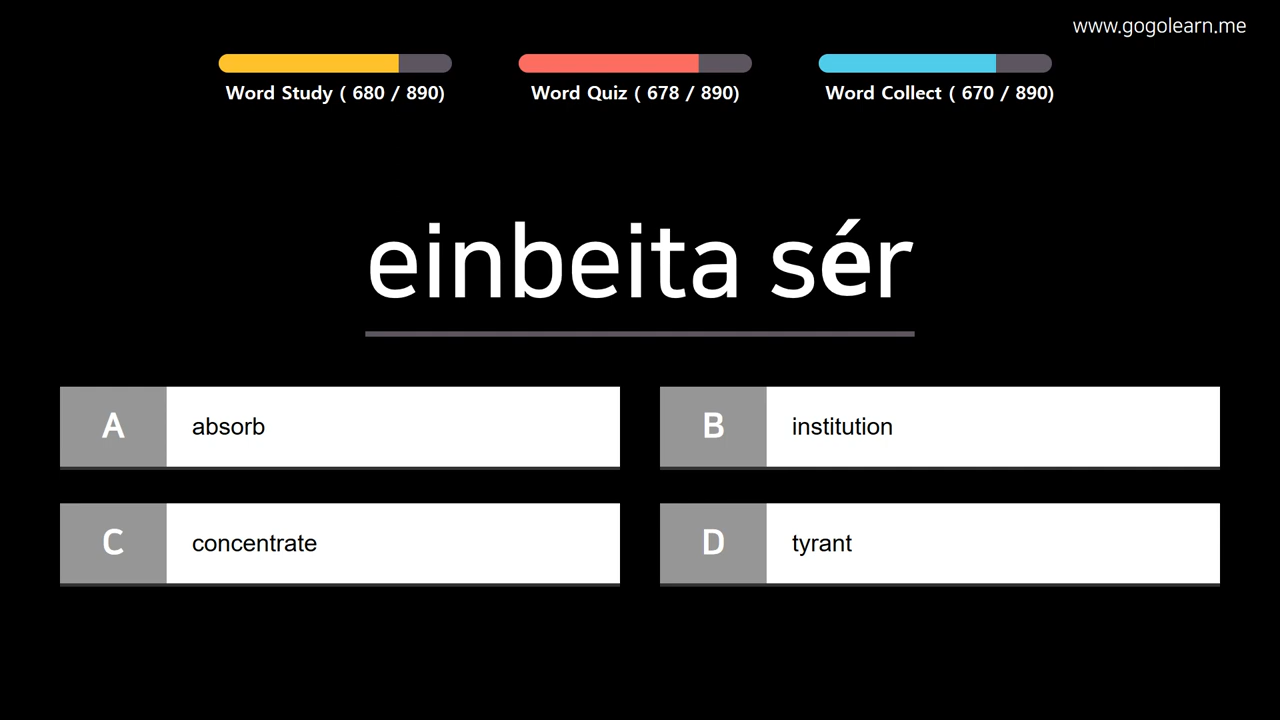 www.gogolearn.me
Word Study ( 680 / 890)
Word Quiz ( 678 / 890)
Word Collect ( 670 / 890)
einbeita sér
A absorb
B institution
C concentrate
D tyrant